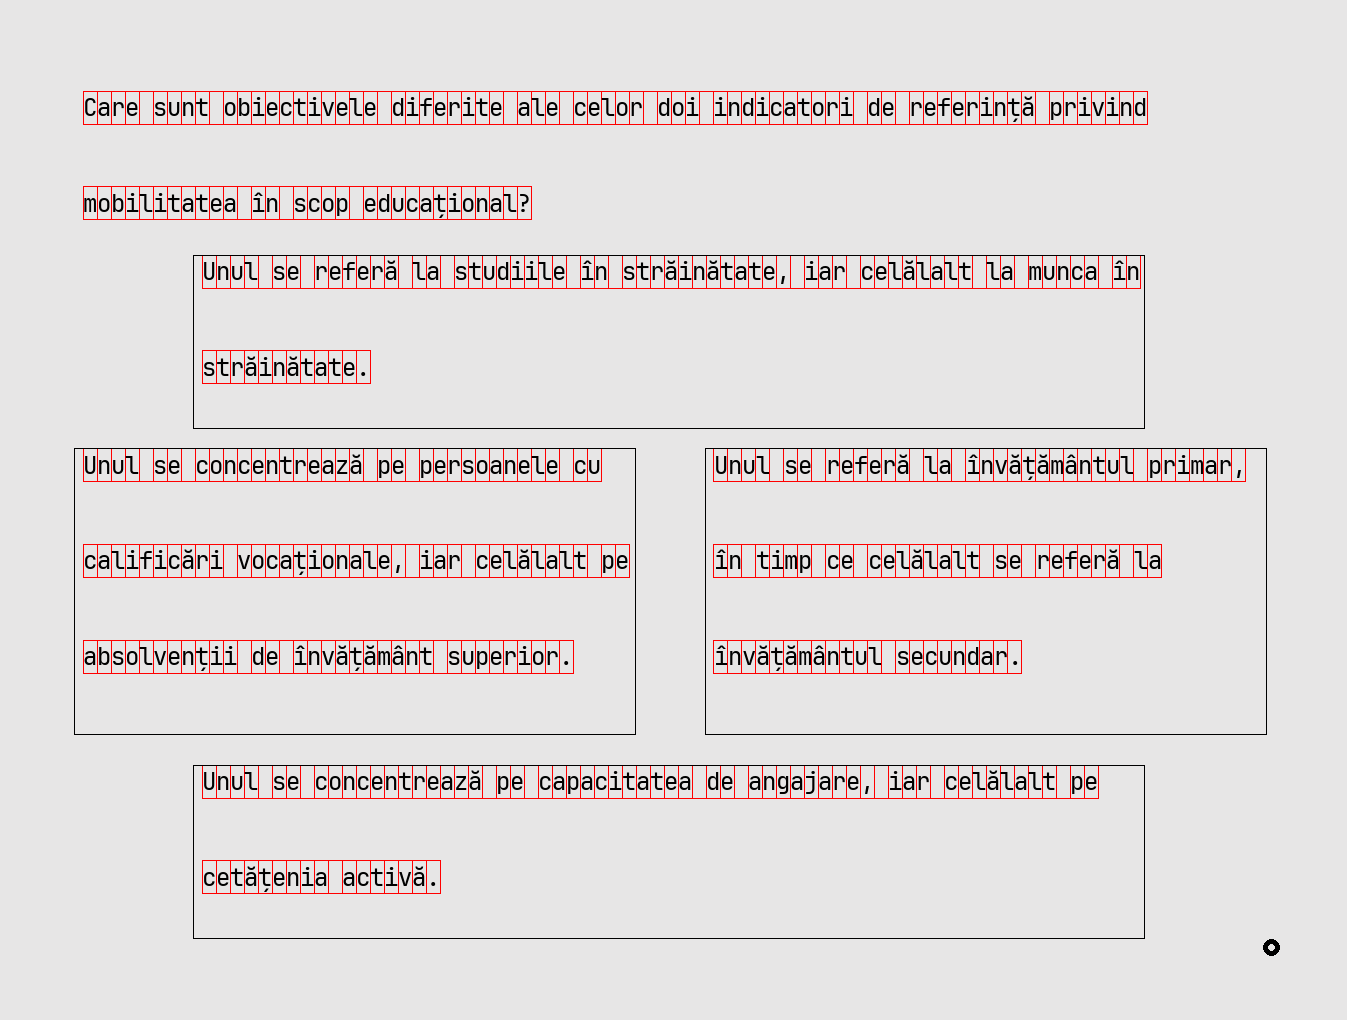 Care sunt obiectivele diferite ale celor doi indicatori de referință privind
mobilitatea în scop educațional?
Unul se referă la studiile în străinătate, iar celălalt la munca în
străinătate.
Unul se concentrează pe persoanele cu
calificări vocaționale, iar celălalt pe
absolvenții de învățământ superior.
Unul se referă la învățământul primar,
în timp ce celălalt se referă la
învățământul secundar.
Unul se concentrează pe capacitatea de angajare, iar celălalt pe
cetățenia activă.